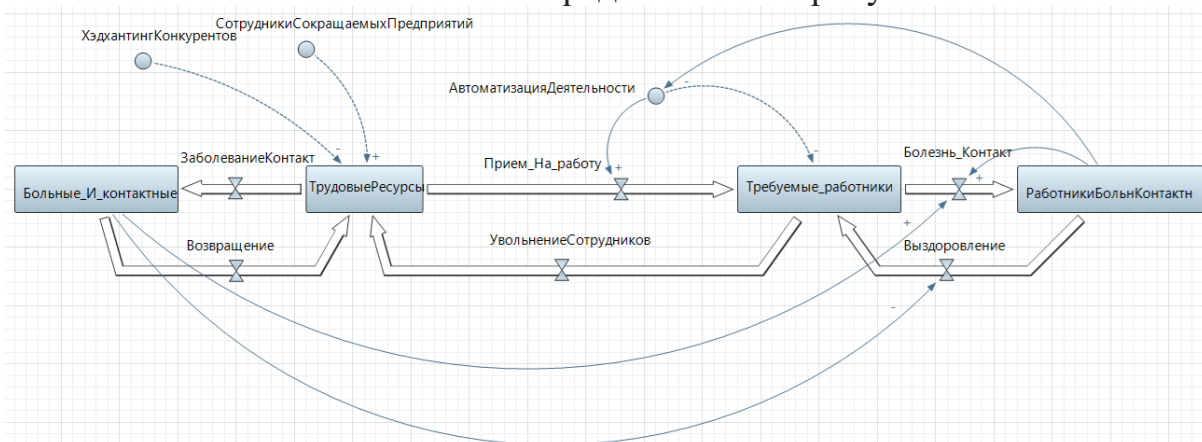 СотрудникиСокращаемыхПредприятий
ХэдхантингКонкурентов
АвтоматизацияДеятельности
-
-
+
ЗаболеваниеКонтакт
Прием_На_работу
+
-
Болезнь_Контакт
+
Больные_И_контактные
ТрудовыеРесурсы
Требуемые_работники
РаботникиБольнКонтактн
+
Возвращение
УвольнениеСотрудников
Выздоровление
-